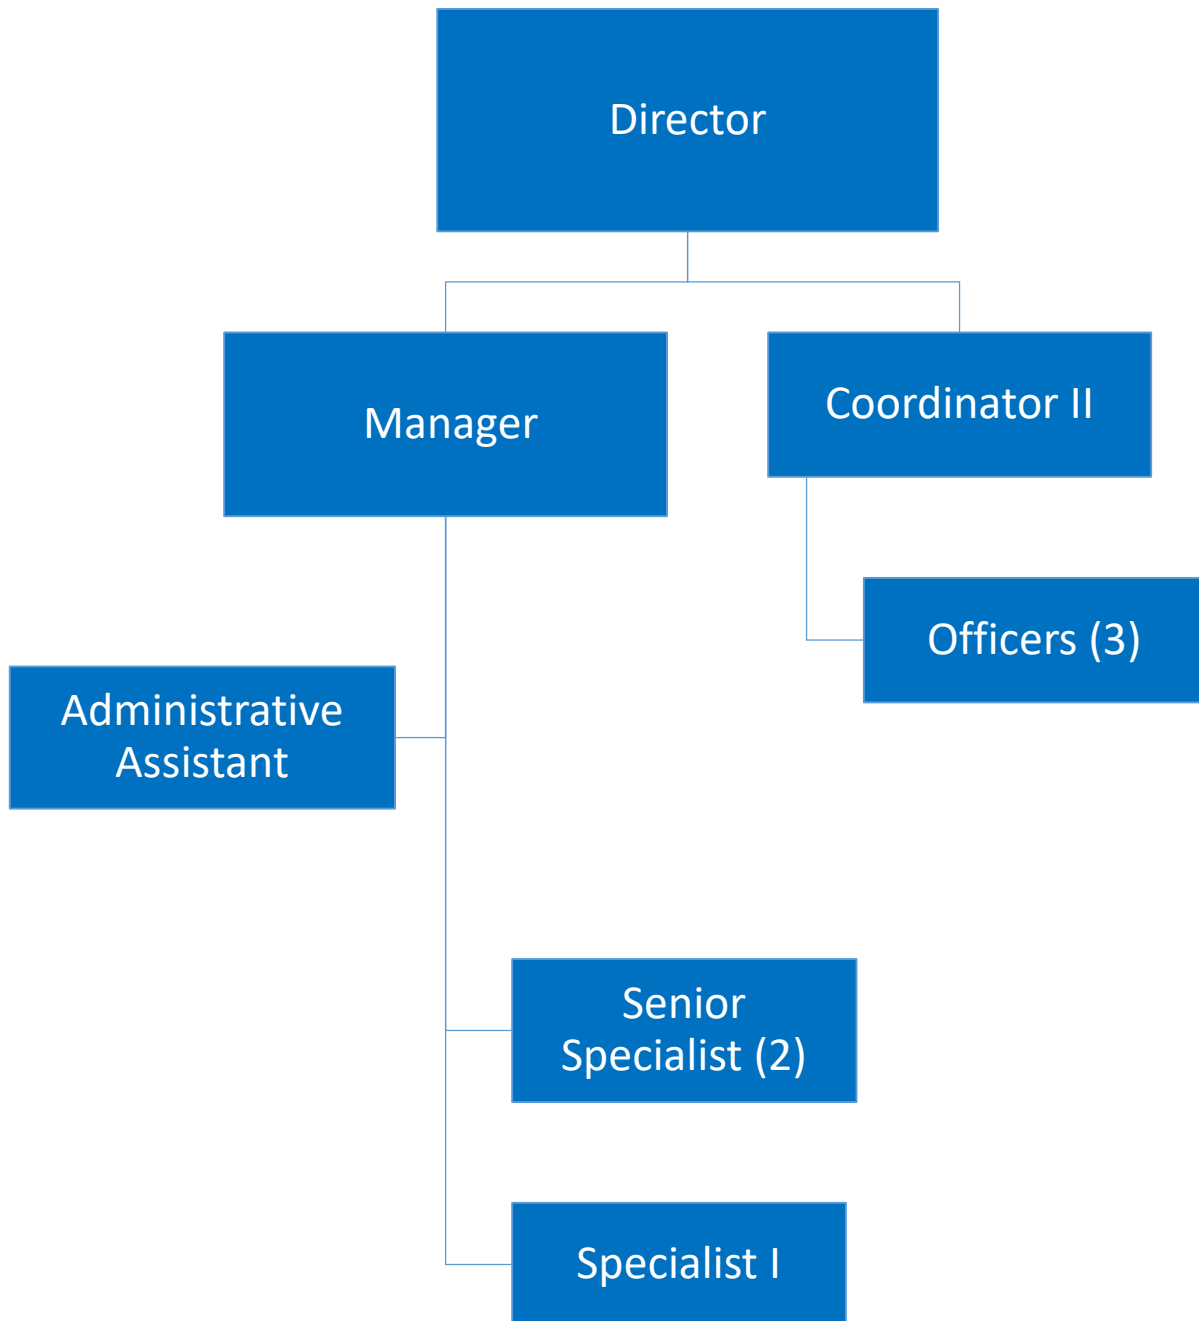 Director
Manager
Coordinator II
Officers (3)
Administrative
Assistant
Senior
Specialist (2)
Specialist I